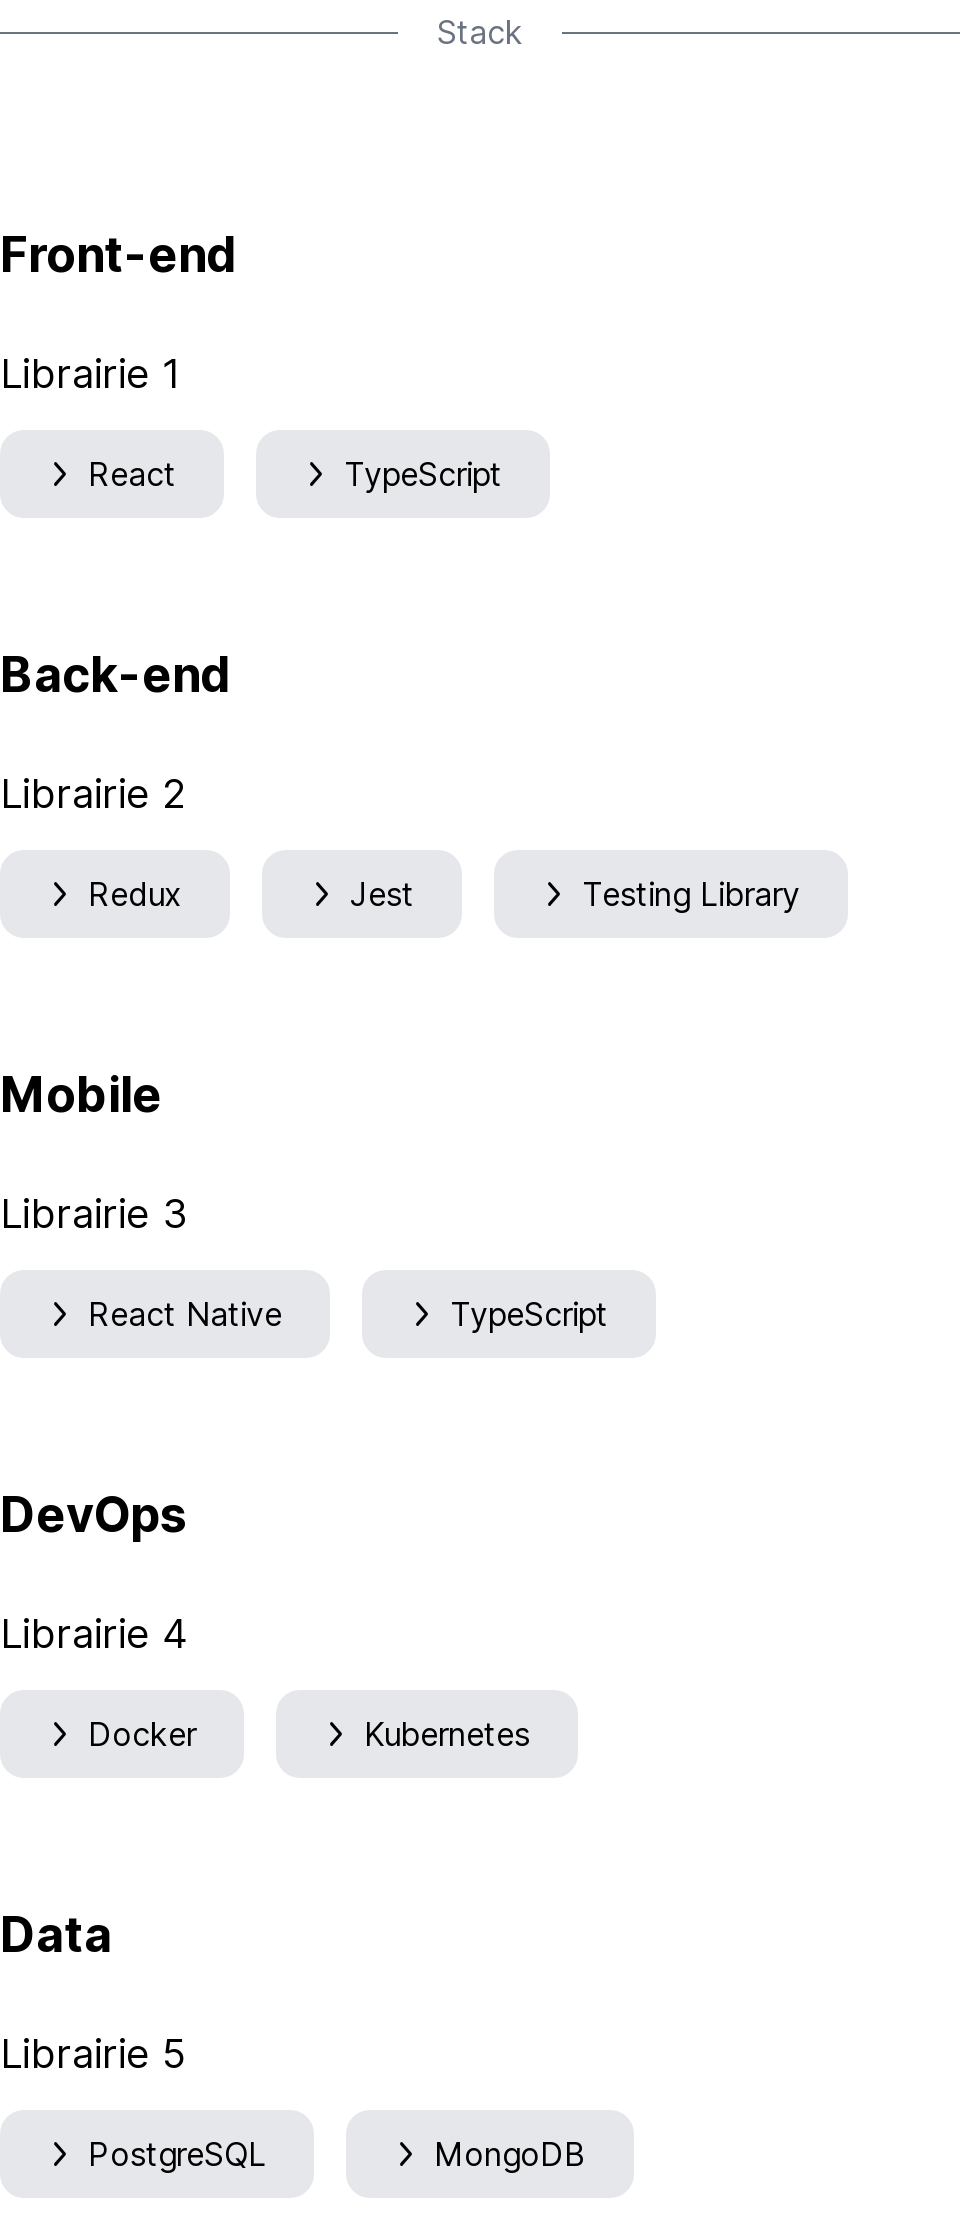 Stack
Front-end
Librairie 1
React TypeScript
Back-end
Librairie 2
Redux Jest Testing Library
Mobile
Librairie 3
React Native TypeScript
DevOps
Librairie 4
Docker Kubernetes
Data
Librairie 5
PostgreSQL MongoDB